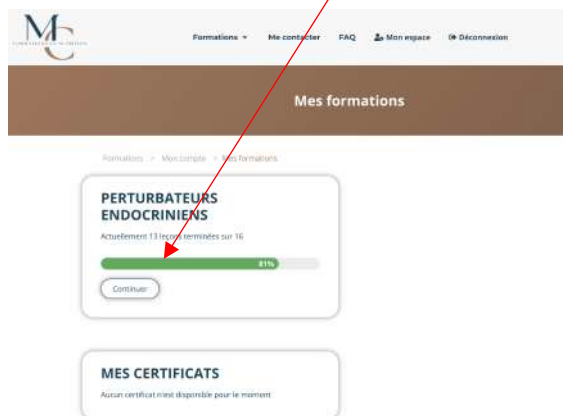 MC
Formations Me contacter FAQ Mon espace Déconnexion
Mes formations
Formations > Mon compte > Mes formations
PERTURBATEURS
ENDOCRINIENS
Actuellement 13 leçons terminées sur 16
81%
Continuer
MES CERTIFICATS
Aucun certificat n'est disponible pour le moment